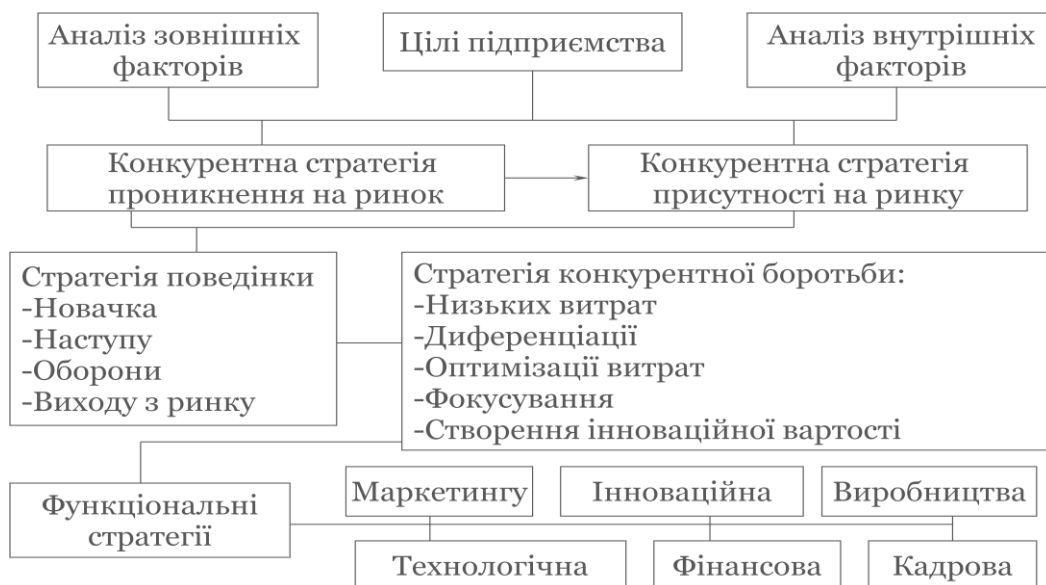 Аналіз зовнішніх
факторів
Цілі підприємства
Аналіз внутрішніх
факторів
Конкурентна стратегія
проникнення на ринок
Конкурентна стратегія
присутності на ринку
Стратегія поведінки
-Новачка
-Наступу
-Оборони
-Виходу з ринку
Стратегія конкурентної боротьби:
-Низьких витрат
-Диференціації
-Оптимізації витрат
-Фокусування
-Створення інноваційної вартості
Функціональні
стратегії
Маркетингу
Інноваційна
Виробництва
Технологічна
Фінансова
Кадрова